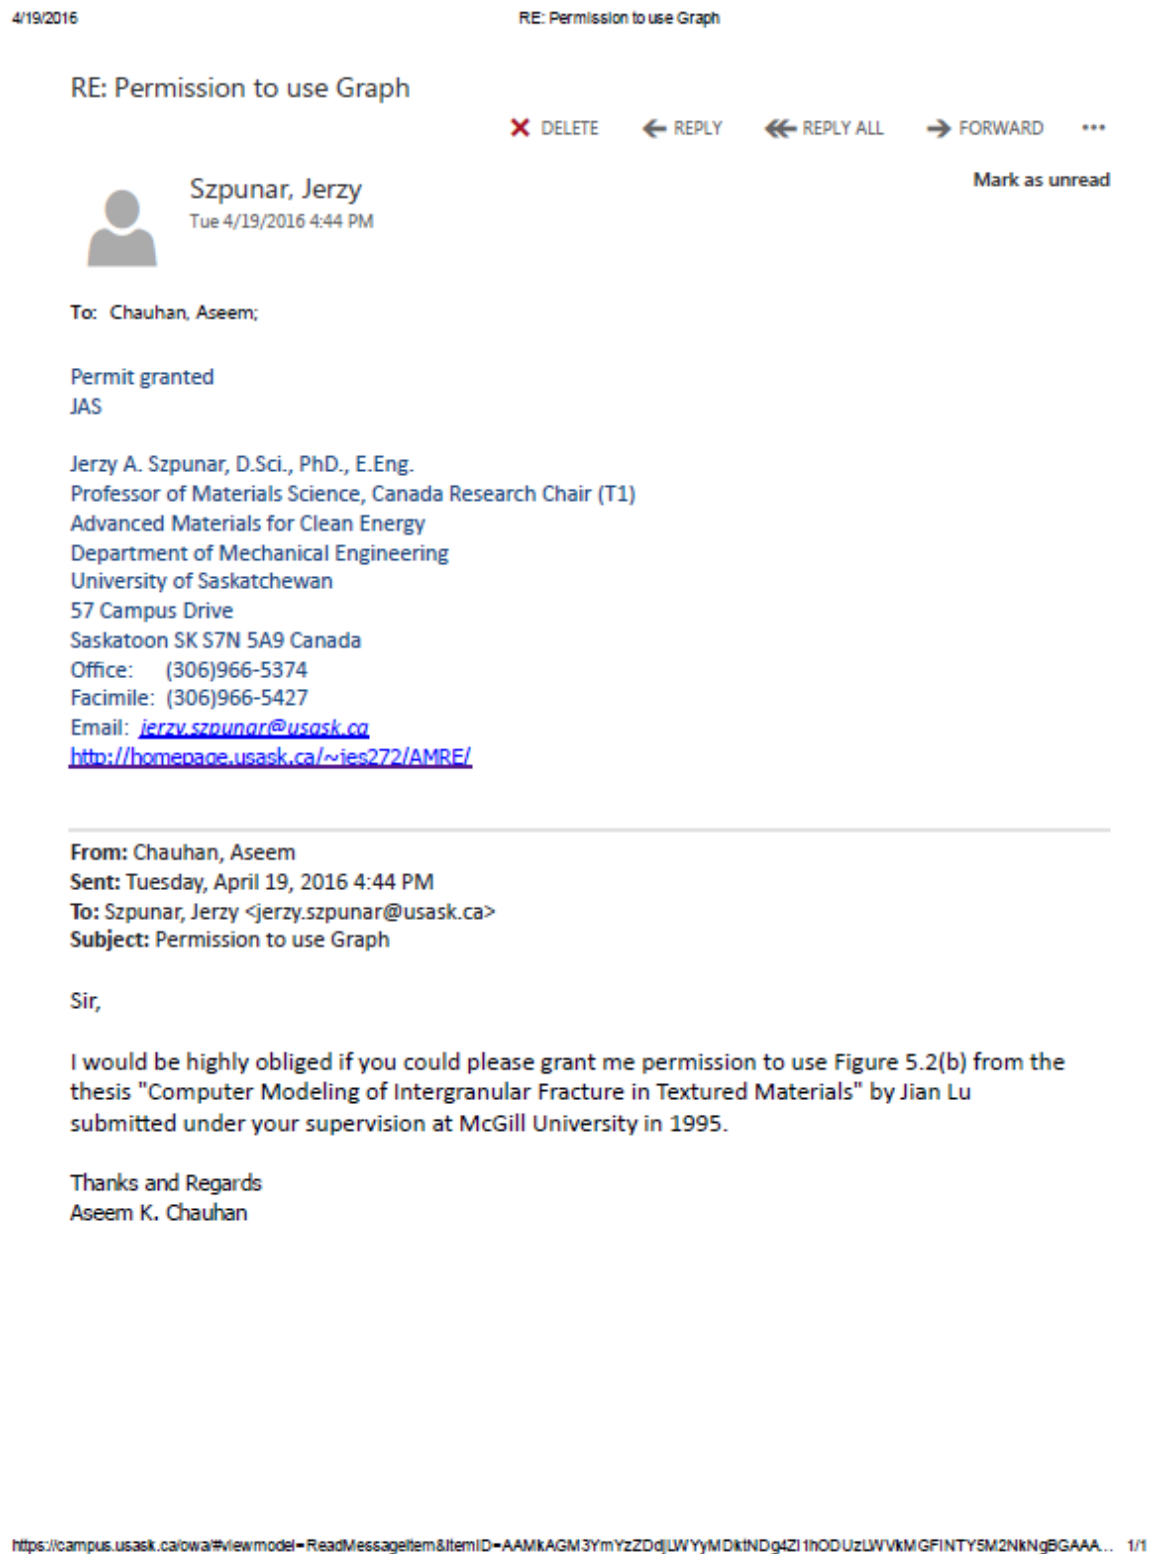 4/19/2016 RE: Permission to use Graph
RE: Permission to use Graph
DELETE REPLY REPLY ALL FORWARD ...
Szpunar, Jerzy Mark as unread
Tue 4/19/2016 4:44 PM
To: Chauhan, Aseem;
Permit granted
JAS
Jerzy A. Szpunar, D.Sci., PhD., E.Eng.
Professor of Materials Science, Canada Research Chair (T1)
Advanced Materials for Clean Energy
Department of Mechanical Engineering
University of Saskatchewan
57 Campus Drive
Saskatoon SK S7N 5A9 Canada
Office: (306)966-5374
Facimile: (306)966-5427
Email: jerzy.szpunar@usask.ca
http://homepage.usask.ca/~jes272/AMRE/
From: Chauhan, Aseem
Sent: Tuesday, April 19, 2016 4:44 PM
To: Szpunar, Jerzy <jerzy.szpunar@usask.ca>
Subject: Permission to use Graph
Sir,
I would be highly obliged if you could please grant me permission to use Figure 5.2(b) from the
thesis "Computer Modeling of Intergranular Fracture in Textured Materials" by Jian Lu
submitted under your supervision at McGill University in 1995.
Thanks and Regards
Aseem K. Chauhan
1/1